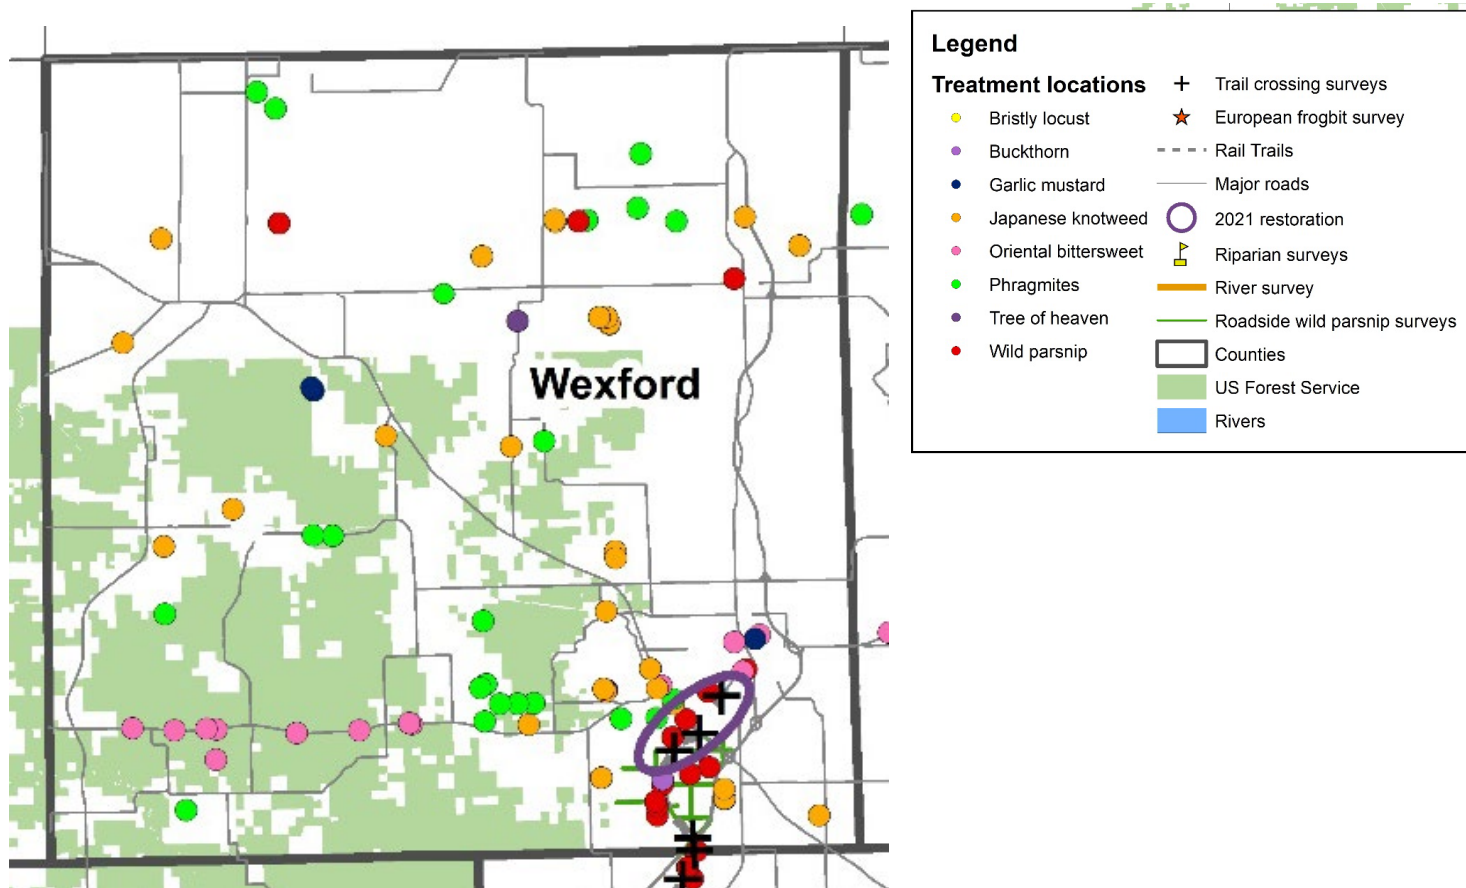 Wexford
Legend
Treatment locations
Bristly locust
Buckthorn
Garlic mustard
Japanese knotweed
Oriental bittersweet
Phragmites
Tree of heaven
Wild parsnip
Trail crossing surveys
European frogbit survey
Rail Trails
Major roads
2021 restoration
Riparian surveys
River survey
Roadside wild parsnip surveys
Counties
US Forest Service
Rivers